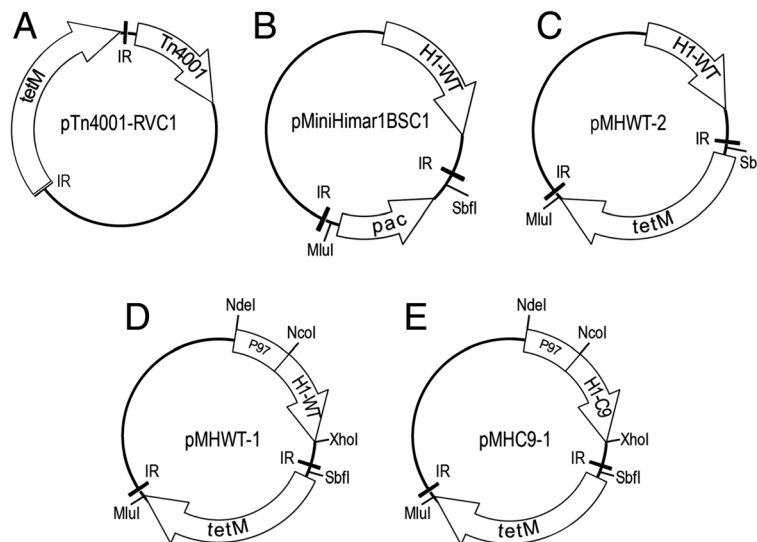 A
IR
Tn4001
tetM
pTn4001-RVC1
IR
B
H1-WT
pMiniHimar1BSC1
IR
IR
SbfI
pac
MluI
C
H1-WT
pMHWT-2
IR
Sb
IR
MluI
tetM
D
NdeI
P97
NcoI
H1-WT
pMHWT-1
XhoI
IR
IR
SbfI
MluI
tetM
E
NdeI
P97
NcoI
H1-C9
pMHC9-1
XhoI
IR
IR
SbfI
MluI
tetM